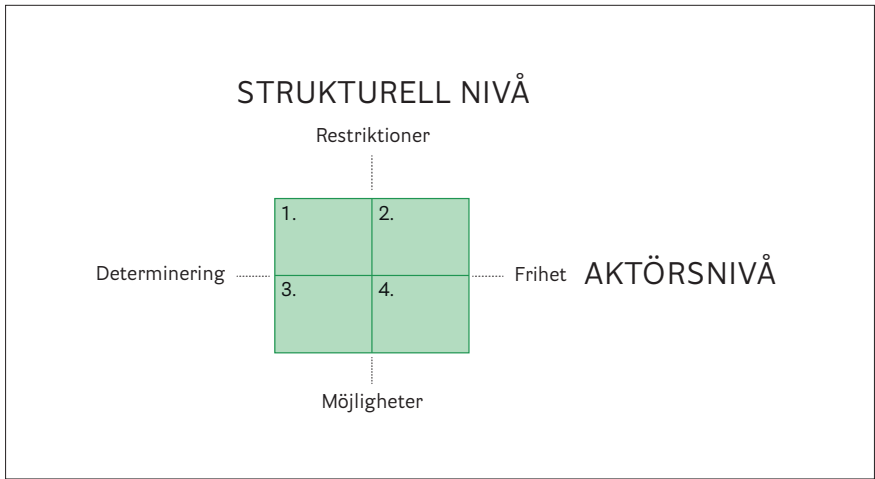 STRUKTURELL NIVÅ
Restriktioner
1. 2.
Determinering Frihet AKTÖRSNIVÅ
3. 4.
Möjligheter